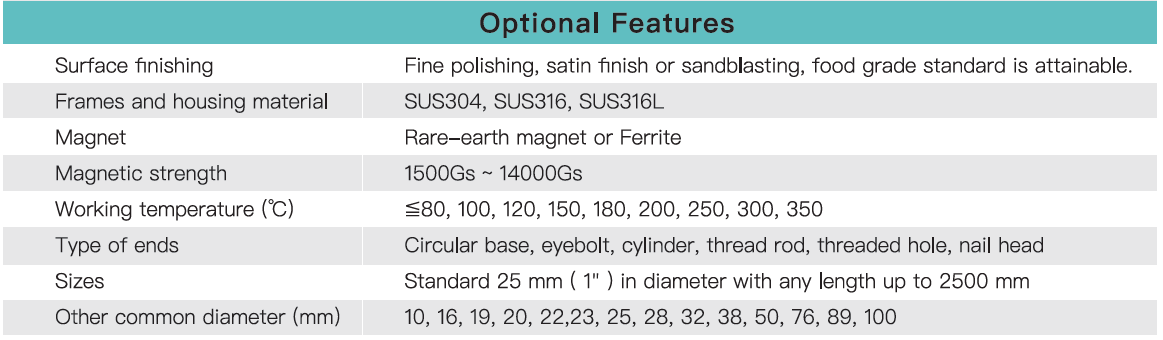 Optional Features
Surface finishing Fine polishing, satin finish or sandblasting, food grade standard is attainable.
Frames and housing material SUS304, SUS316, SUS316L
Magnet Rare–earth magnet or Ferrite
Magnetic strength 1500Gs ~ 14000Gs
Working temperature (℃) ≦80, 100, 120, 150, 180, 200, 250, 300, 350
Type of ends Circular base, eyebolt, cylinder, thread rod, threaded hole, nail head
Sizes Standard 25 mm ( 1" ) in diameter with any length up to 2500 mm
Other common diameter (mm) 10, 16, 19, 20, 22,23, 25, 28, 32, 38, 50, 76, 89, 100